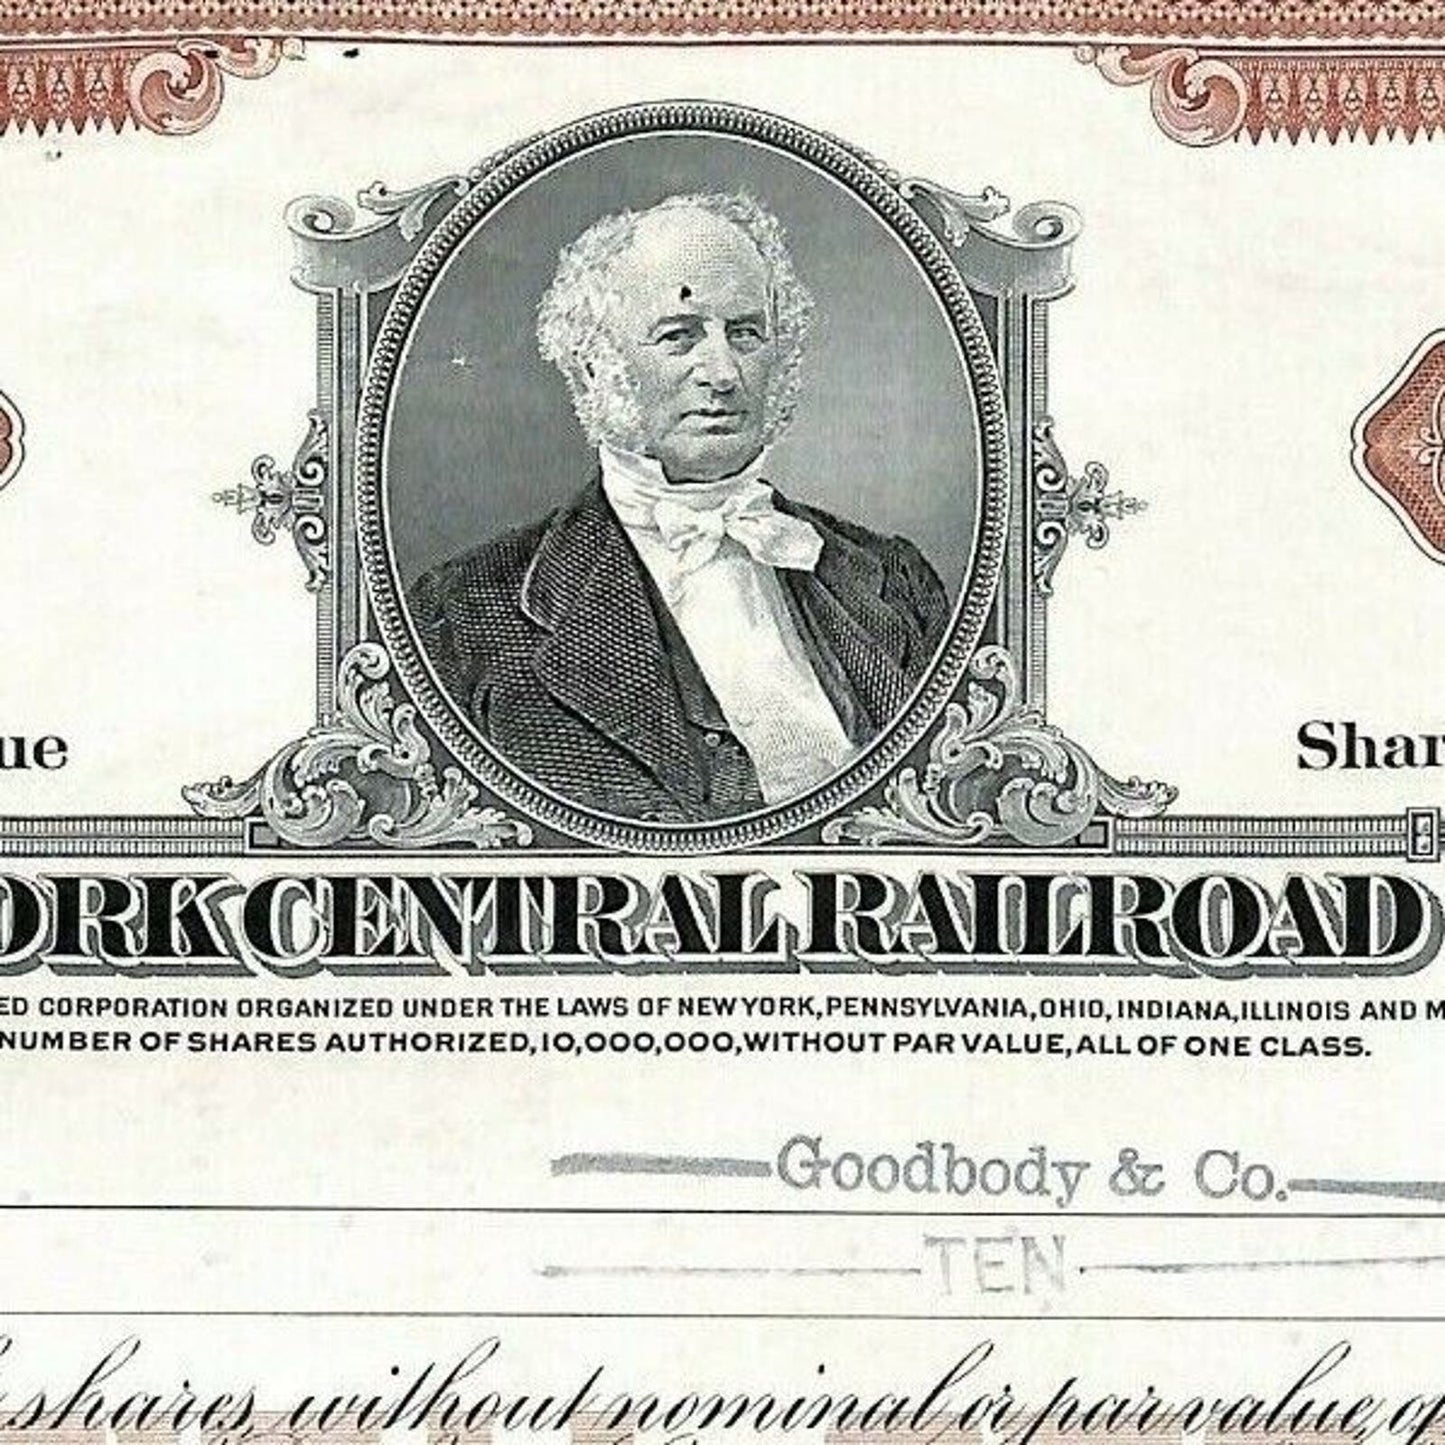 ue Shar
ORK CENTRAL RAILROAD
ED CORPORATION ORGANIZED UNDER THE LAWS OF NEW YORK, PENNSYLVANIA, OHIO, INDIANA, ILLINOIS AND M
NUMBER OF SHARES AUTHORIZED, 10,000,000, WITHOUT PAR VALUE, ALL OF ONE CLASS.
Goodbody & Co.
TEN
shares, without nominal or par value, of